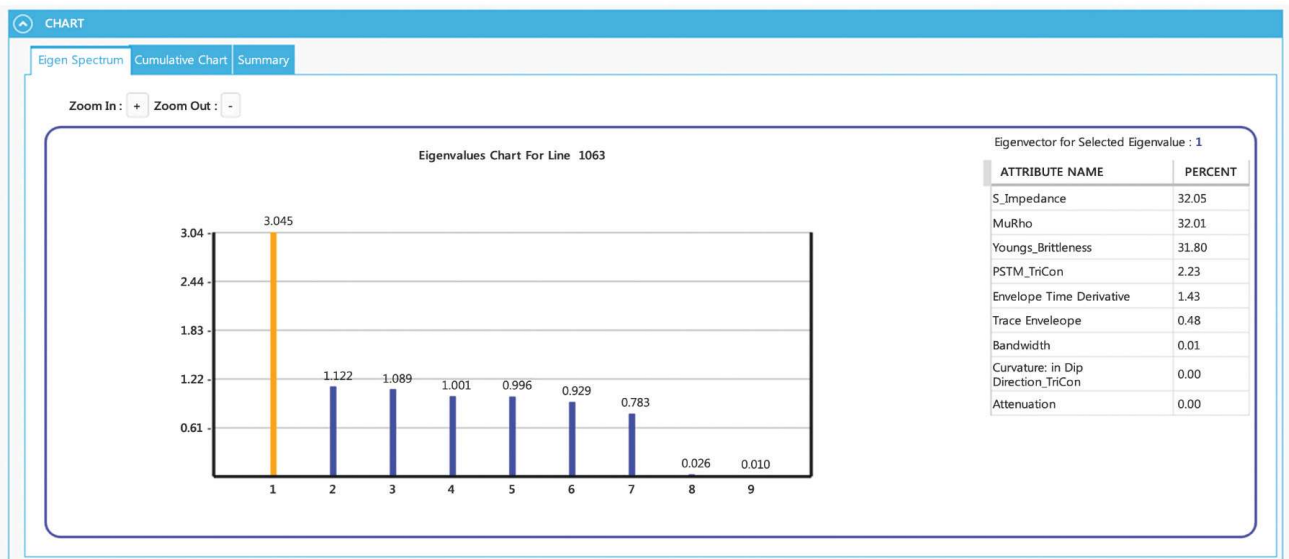 CHART
Eigen Spectrum Cumulative Chart Summary
Zoom In : + Zoom Out : -
Eigenvalues Chart For Line 1063
3.04 -
2.44 -
1.83 -
1.22 -
0.61 -
3.045
1.122
1.089
1.001
0.996
0.929
0.783
0.026
0.010
1 2 3 4 5 6 7 8 9
Eigenvector for Selected Eigenvalue : 1
ATTRIBUTE NAME PERCENT
S_Impedance 32.05
MuRho 32.01
Youngs_Brittleness 31.80
PSTM_TriCon 2.23
Envelope Time Derivative 1.43
Trace Enveleope 0.48
Bandwidth 0.01
Curvature: in Dip
Direction_TriCon 0.00
Attenuation 0.00